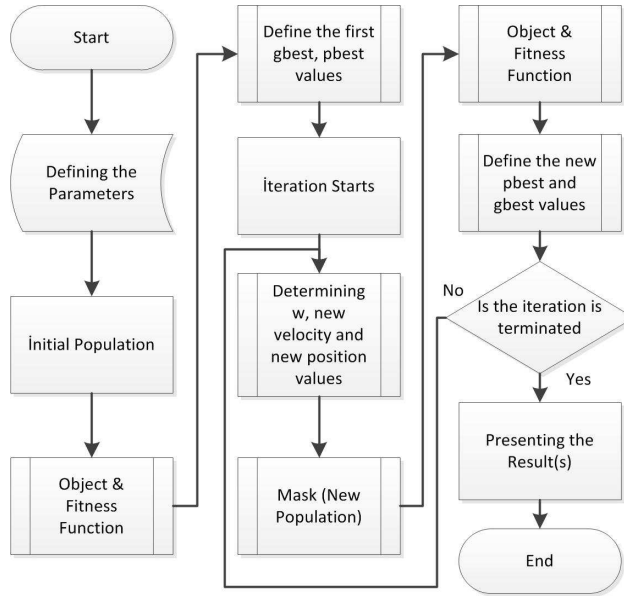 Start
Defining the
Parameters
İnitial Population
Object &
Fitness
Function
Define the first
gbest, pbest
values
İteration Starts
Determining
w, new
velocity and
new position
values
Mask (New
Population)
Object &
Fitness
Function
Define the new
pbest and
gbest values
No
Is the iteration is
terminated
Yes
Presenting the
Result(s)
End